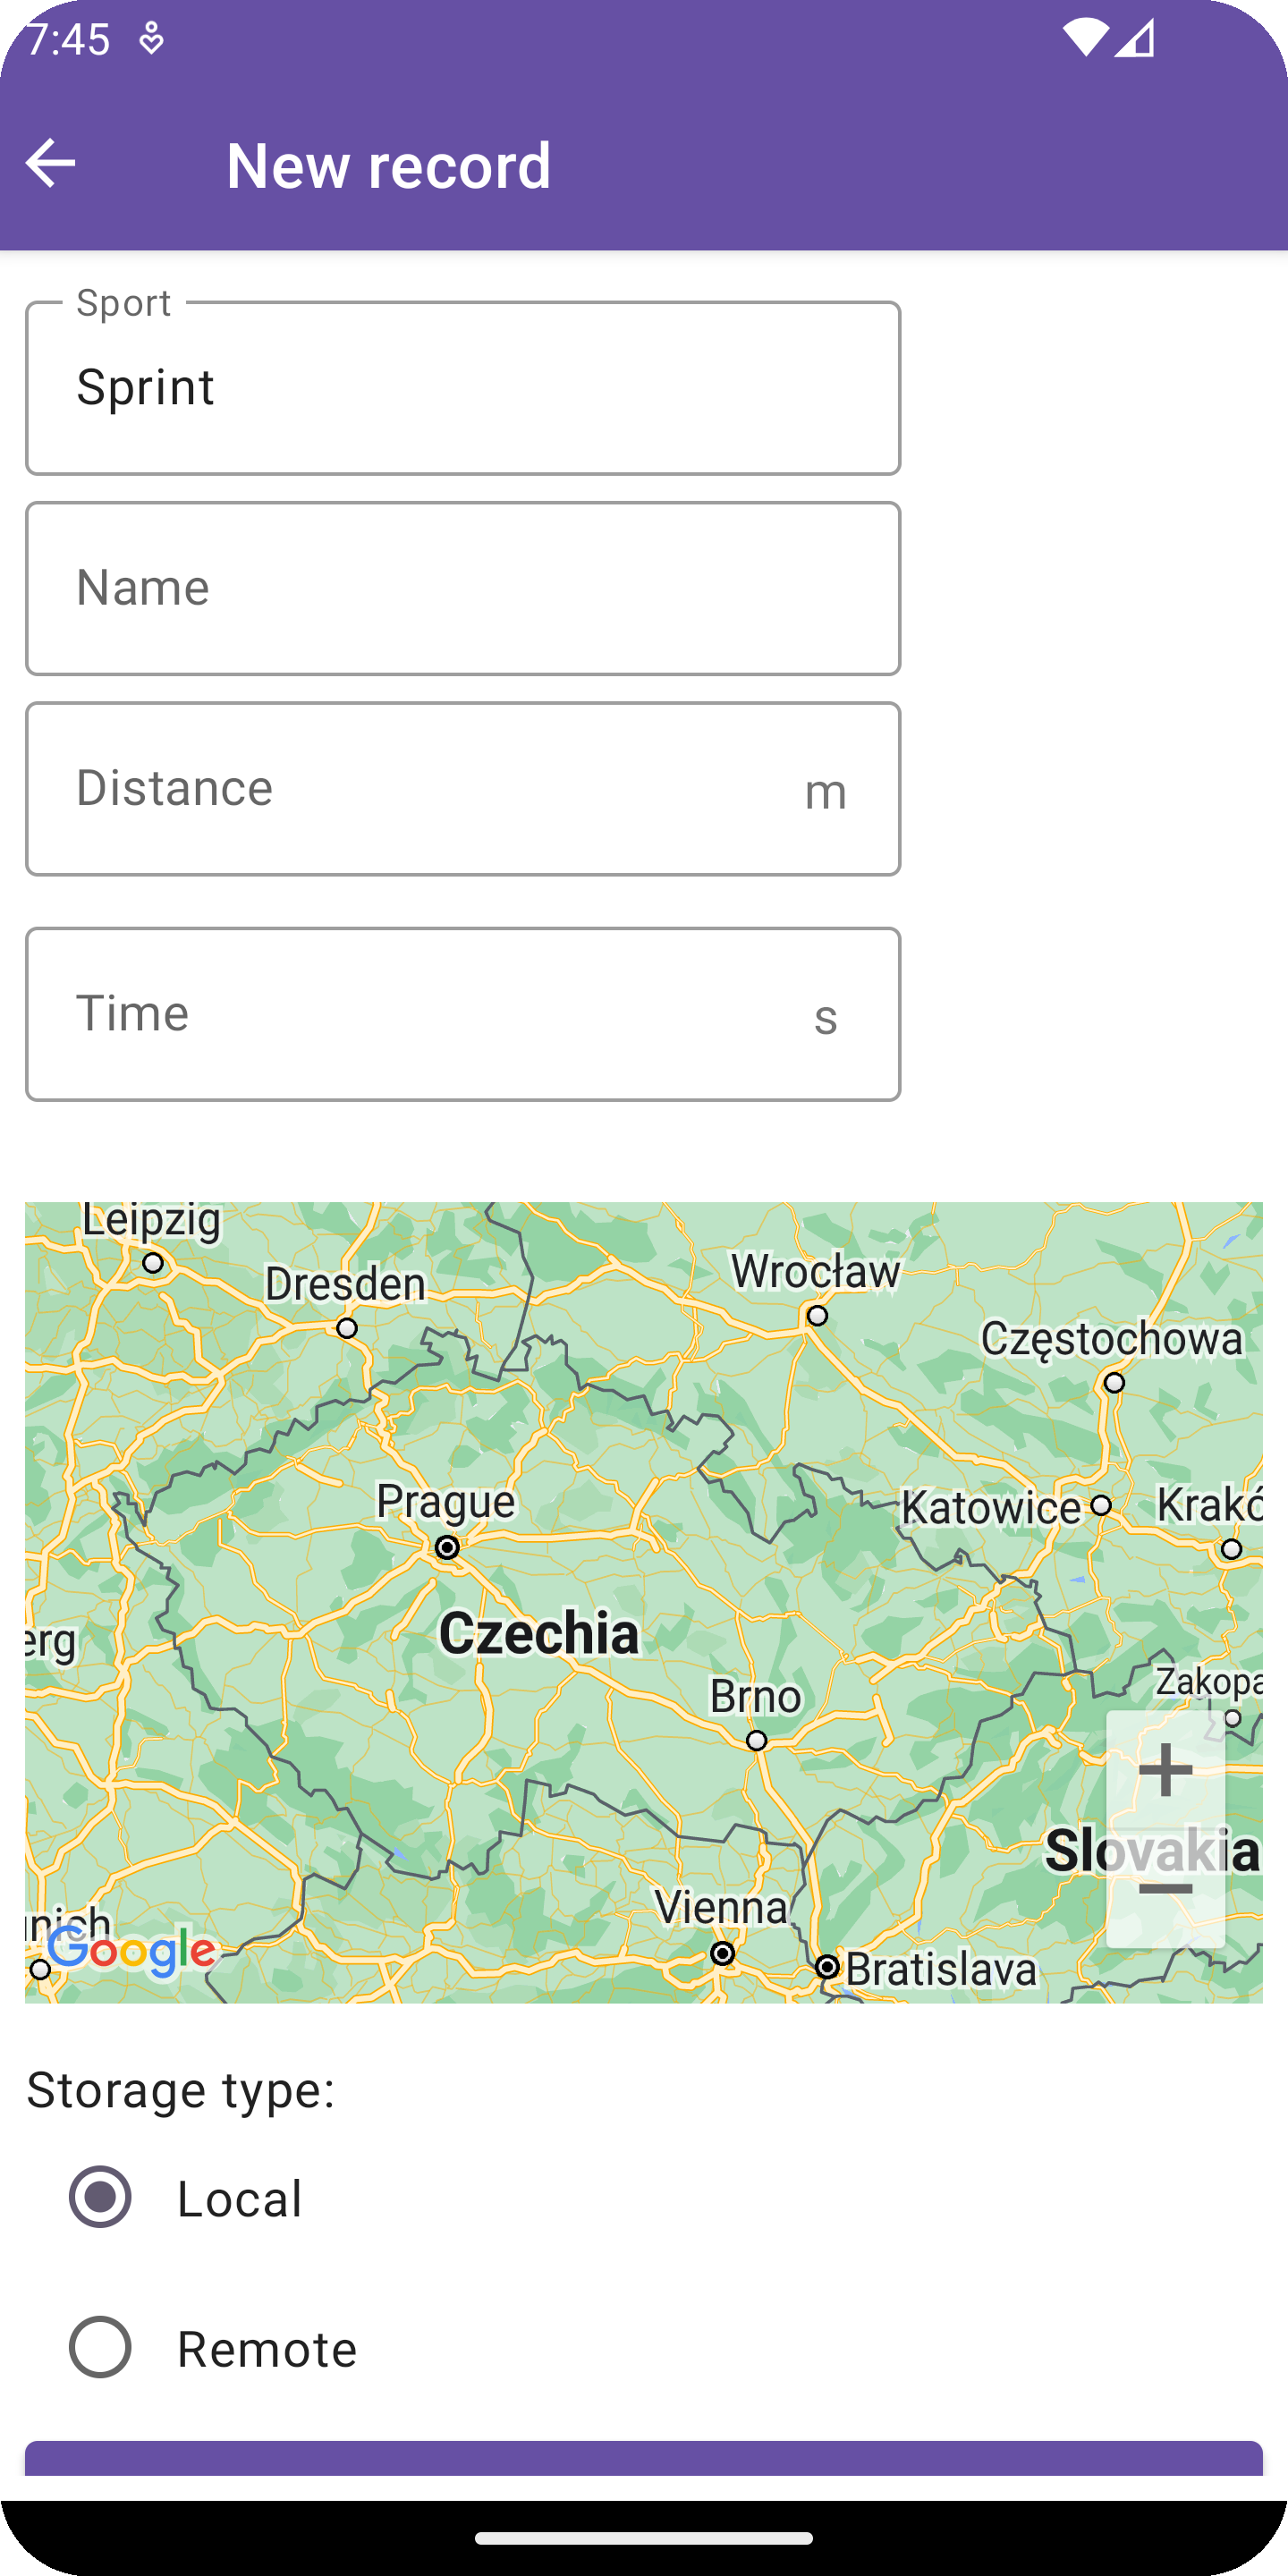 7:45
New record
Sport
Sprint
Name
Distance m
Time s
Leipzig
Dresden
Wrocław
Częstochowa
Prague
Katowice
Krakó
Czechia
erg
Brno
Zakopa
+
Slovakia
−
Vienna
nich
Google
Bratislava
Storage type:
Local
Remote